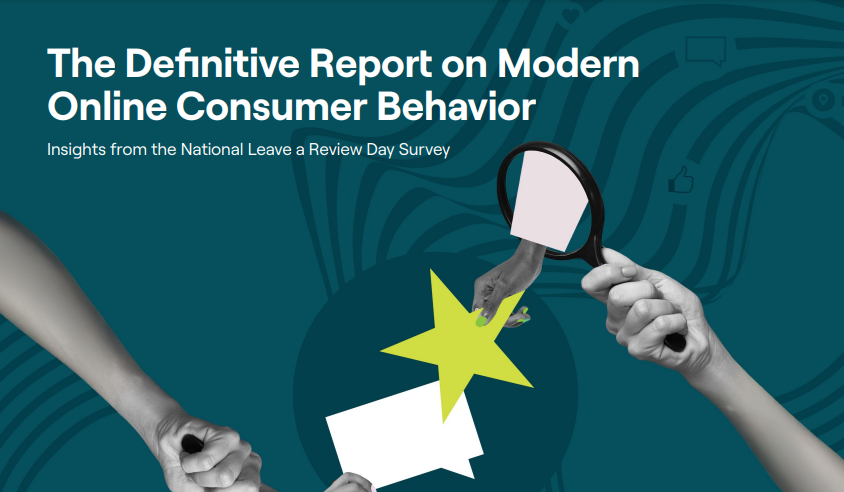 The Definitive Report on Modern
Online Consumer Behavior
Insights from the National Leave a Review Day Survey